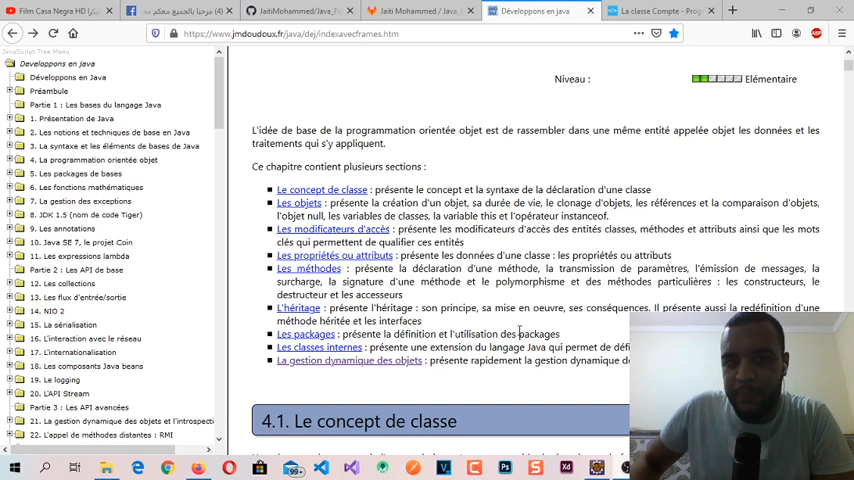 Film Casa Negra HD
(4) مرحبا بالجميع معكم
JaitiMohammed/Java_Fo
Jaiti Mohammed / Java_
Développons en java
La classe Compte - Prog
https://www.jmdoudoux.fr/java/dej/indexavecframes.htm
JavaScript Tree Menu
Developpons en java
Développons en Java
Préambule
Partie 1 : Les bases du langage Java
1. Présentation de Java
2. Les notions et techniques de base en Java
3. La syntaxe et les éléments de bases de Java
4. La programmation orientée objet
5. Les packages de bases
6. Les fonctions mathématiques
7. La gestion des exceptions
8. JDK 1.5 (nom de code Tiger)
9. Les annotations
10. Java SE 7, le projet Coin
11. Les expressions lambda
Partie 2 : Les API de base
12. Les collections
13. Les flux d'entrée/sortie
14. NIO 2
15. La sérialisation
16. L'interaction avec le réseau
17. L'internationalisation
18. Les composants Java beans
19. Le logging
20. L'API Stream
Partie 3 : Les API avancées
21. La gestion dynamique des objets et l'introspecti
22. L'appel de méthodes distantes : RMI
Niveau : Elémentaire
L'idée de base de la programmation orientée objet est de rassembler dans une même entité appelée objet les données et les
traitements qui s'y appliquent.
Ce chapitre contient plusieurs sections :
Le concept de classe : présente le concept et la syntaxe de la déclaration d'une classe
Les objets : présente la création d'un objet, sa durée de vie, le clonage d'objets, les références et la comparaison d'objets,
l'objet null, les variables de classes, la variable this et l'opérateur instanceof.
Les modificateurs d'accès : présente les modificateurs d'accès des entités classes, méthodes et attributs ainsi que les mots
clés qui permettent de qualifier ces entités
Les propriétés ou attributs : présente les données d'une classe : les propriétés ou attributs
Les méthodes : présente la déclaration d'une méthode, la transmission de paramètres, l'émission de messages, la
surcharge, la signature d'une méthode et le polymorphisme et des méthodes particulières : les constructeurs, le
destructeur et les accesseurs
L'héritage : présente l'héritage : son principe, sa mise en oeuvre, ses conséquences. Il présente aussi la redéfinition d'une
méthode héritée et les interfaces
Les packages : présente la définition et l'utilisation des packages
Les classes internes : présente une extension du langage Java qui permet de défi
La gestion dynamique des objets : présente rapidement la gestion dynamique de
4.1. Le concept de classe
99+